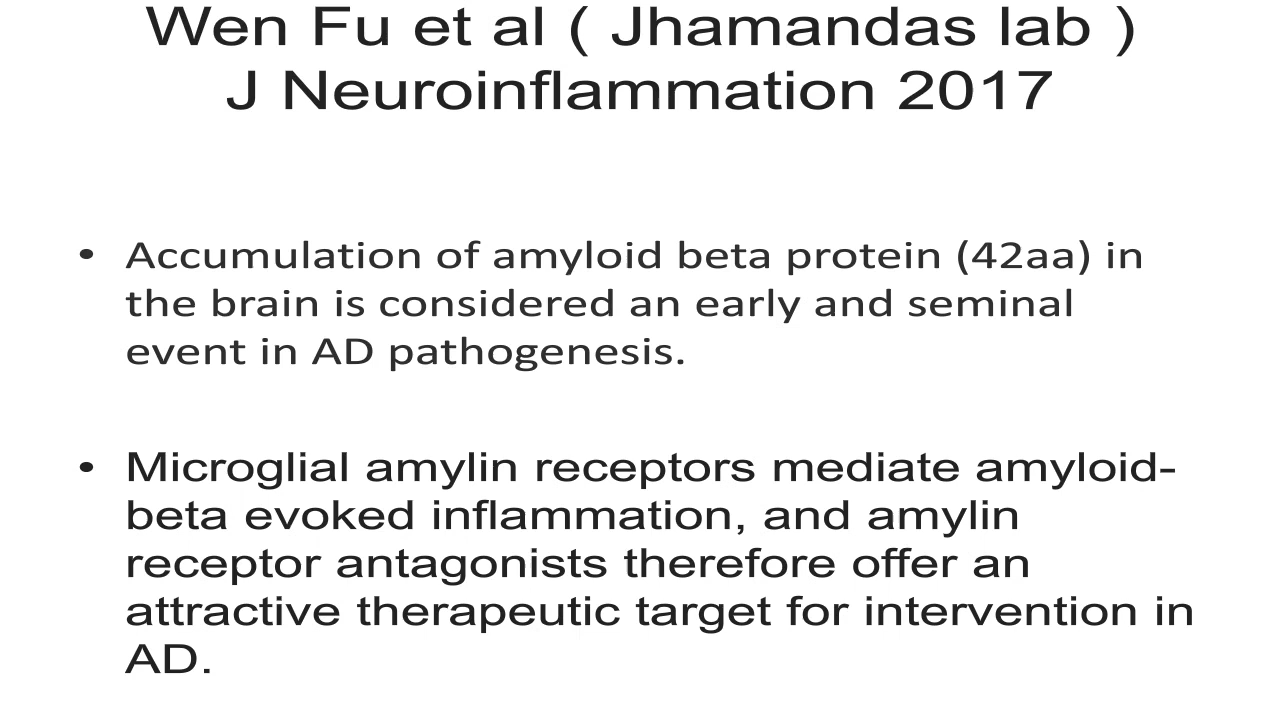 Wen Fu et al ( Jhamandas lab )
J Neuroinflammation 2017
• Accumulation of amyloid beta protein (42aa) in
the brain is considered an early and seminal
event in AD pathogenesis.
• Microglial amylin receptors mediate amyloid-
beta evoked inflammation, and amylin
receptor antagonists therefore offer an
attractive therapeutic target for intervention in
AD.